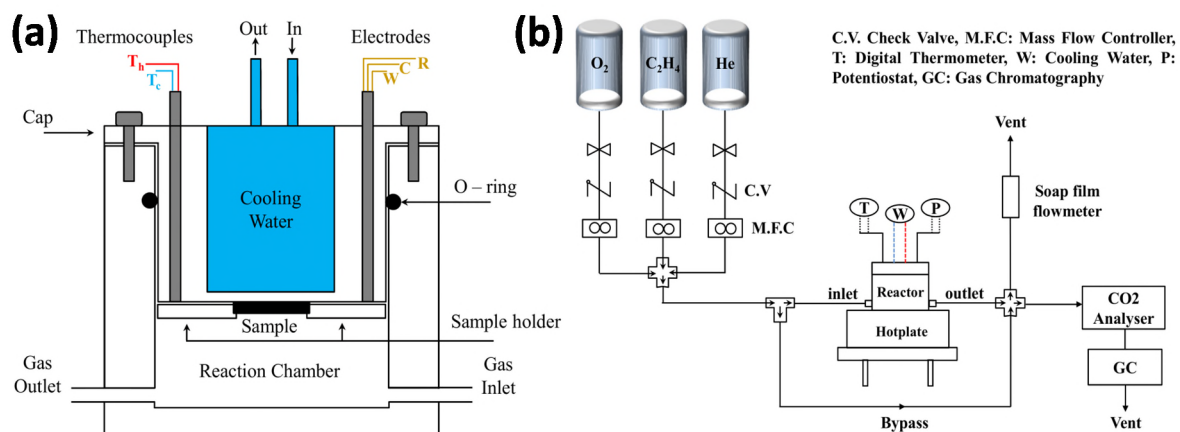 (a)
Thermocouples
Out
In
Electrodes
Th
Tc
R
C
W
Cap
Cooling
Water
O – ring
Sample
Sample holder
Reaction Chamber
Gas
Outlet
Gas
Inlet
(b)
O2
C2H4
He
C.V. Check Valve, M.F.C: Mass Flow Controller,
T: Digital Thermometer, W: Cooling Water, P:
Potentiostat, GC: Gas Chromatography
Vent
C.V
Soap film
flowmeter
M.F.C
T
W
P
inlet
Reactor
outlet
Hotplate
CO2
Analyser
GC
Bypass
Vent